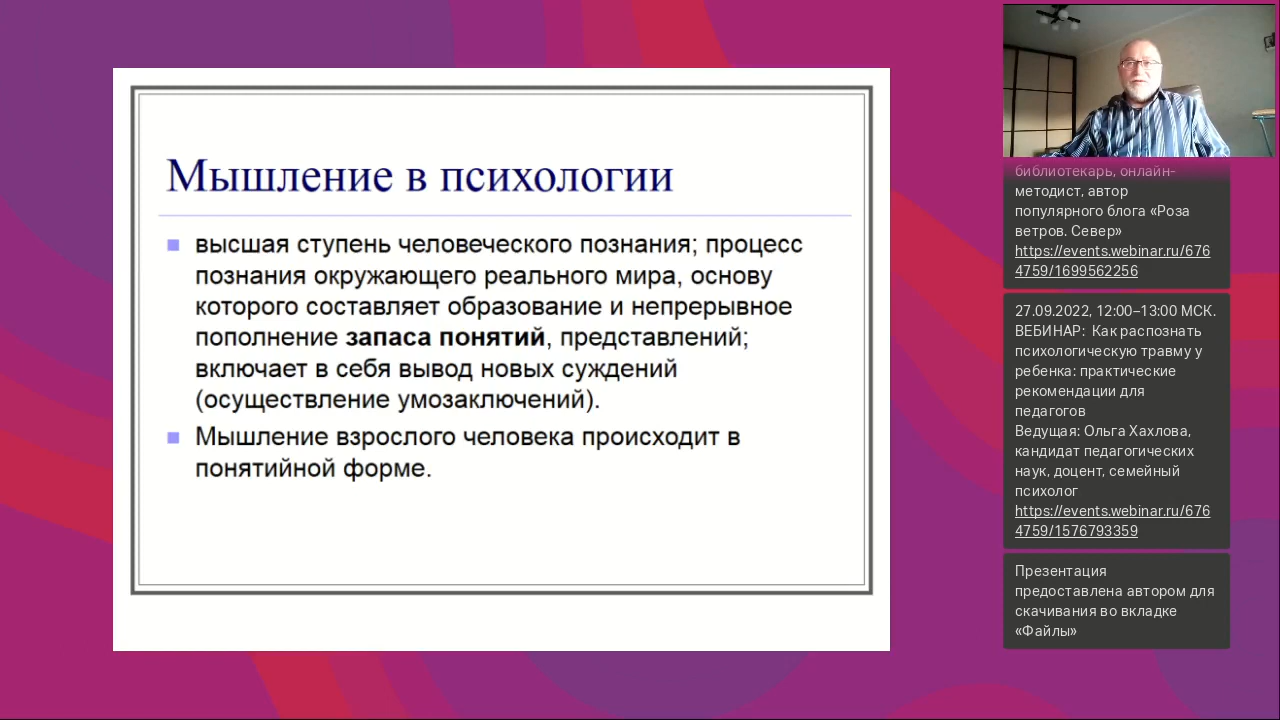 Мышление в психологии
высшая ступень человеческого познания; процесс
познания окружающего реального мира, основу
которого составляет образование и непрерывное
пополнение запаса понятий, представлений;
включает в себя вывод новых суждений
(осуществление умозаключений).
Мышление взрослого человека происходит в
понятийной форме.
библиотекарь, онлайн-
методист, автор
популярного блога «Роза
ветров. Север»
https://events.webinar.ru/676
4759/1699562256
27.09.2022, 12:00–13:00 МСК.
ВЕБИНАР: Как распознать
психологическую травму у
ребенка: практические
рекомендации для
педагогов
Ведущая: Ольга Хахлова,
кандидат педагогических
наук, доцент, семейный
психолог
https://events.webinar.ru/676
4759/1576793359
Презентация
предоставлена автором для
скачивания во вкладке
«Файлы»